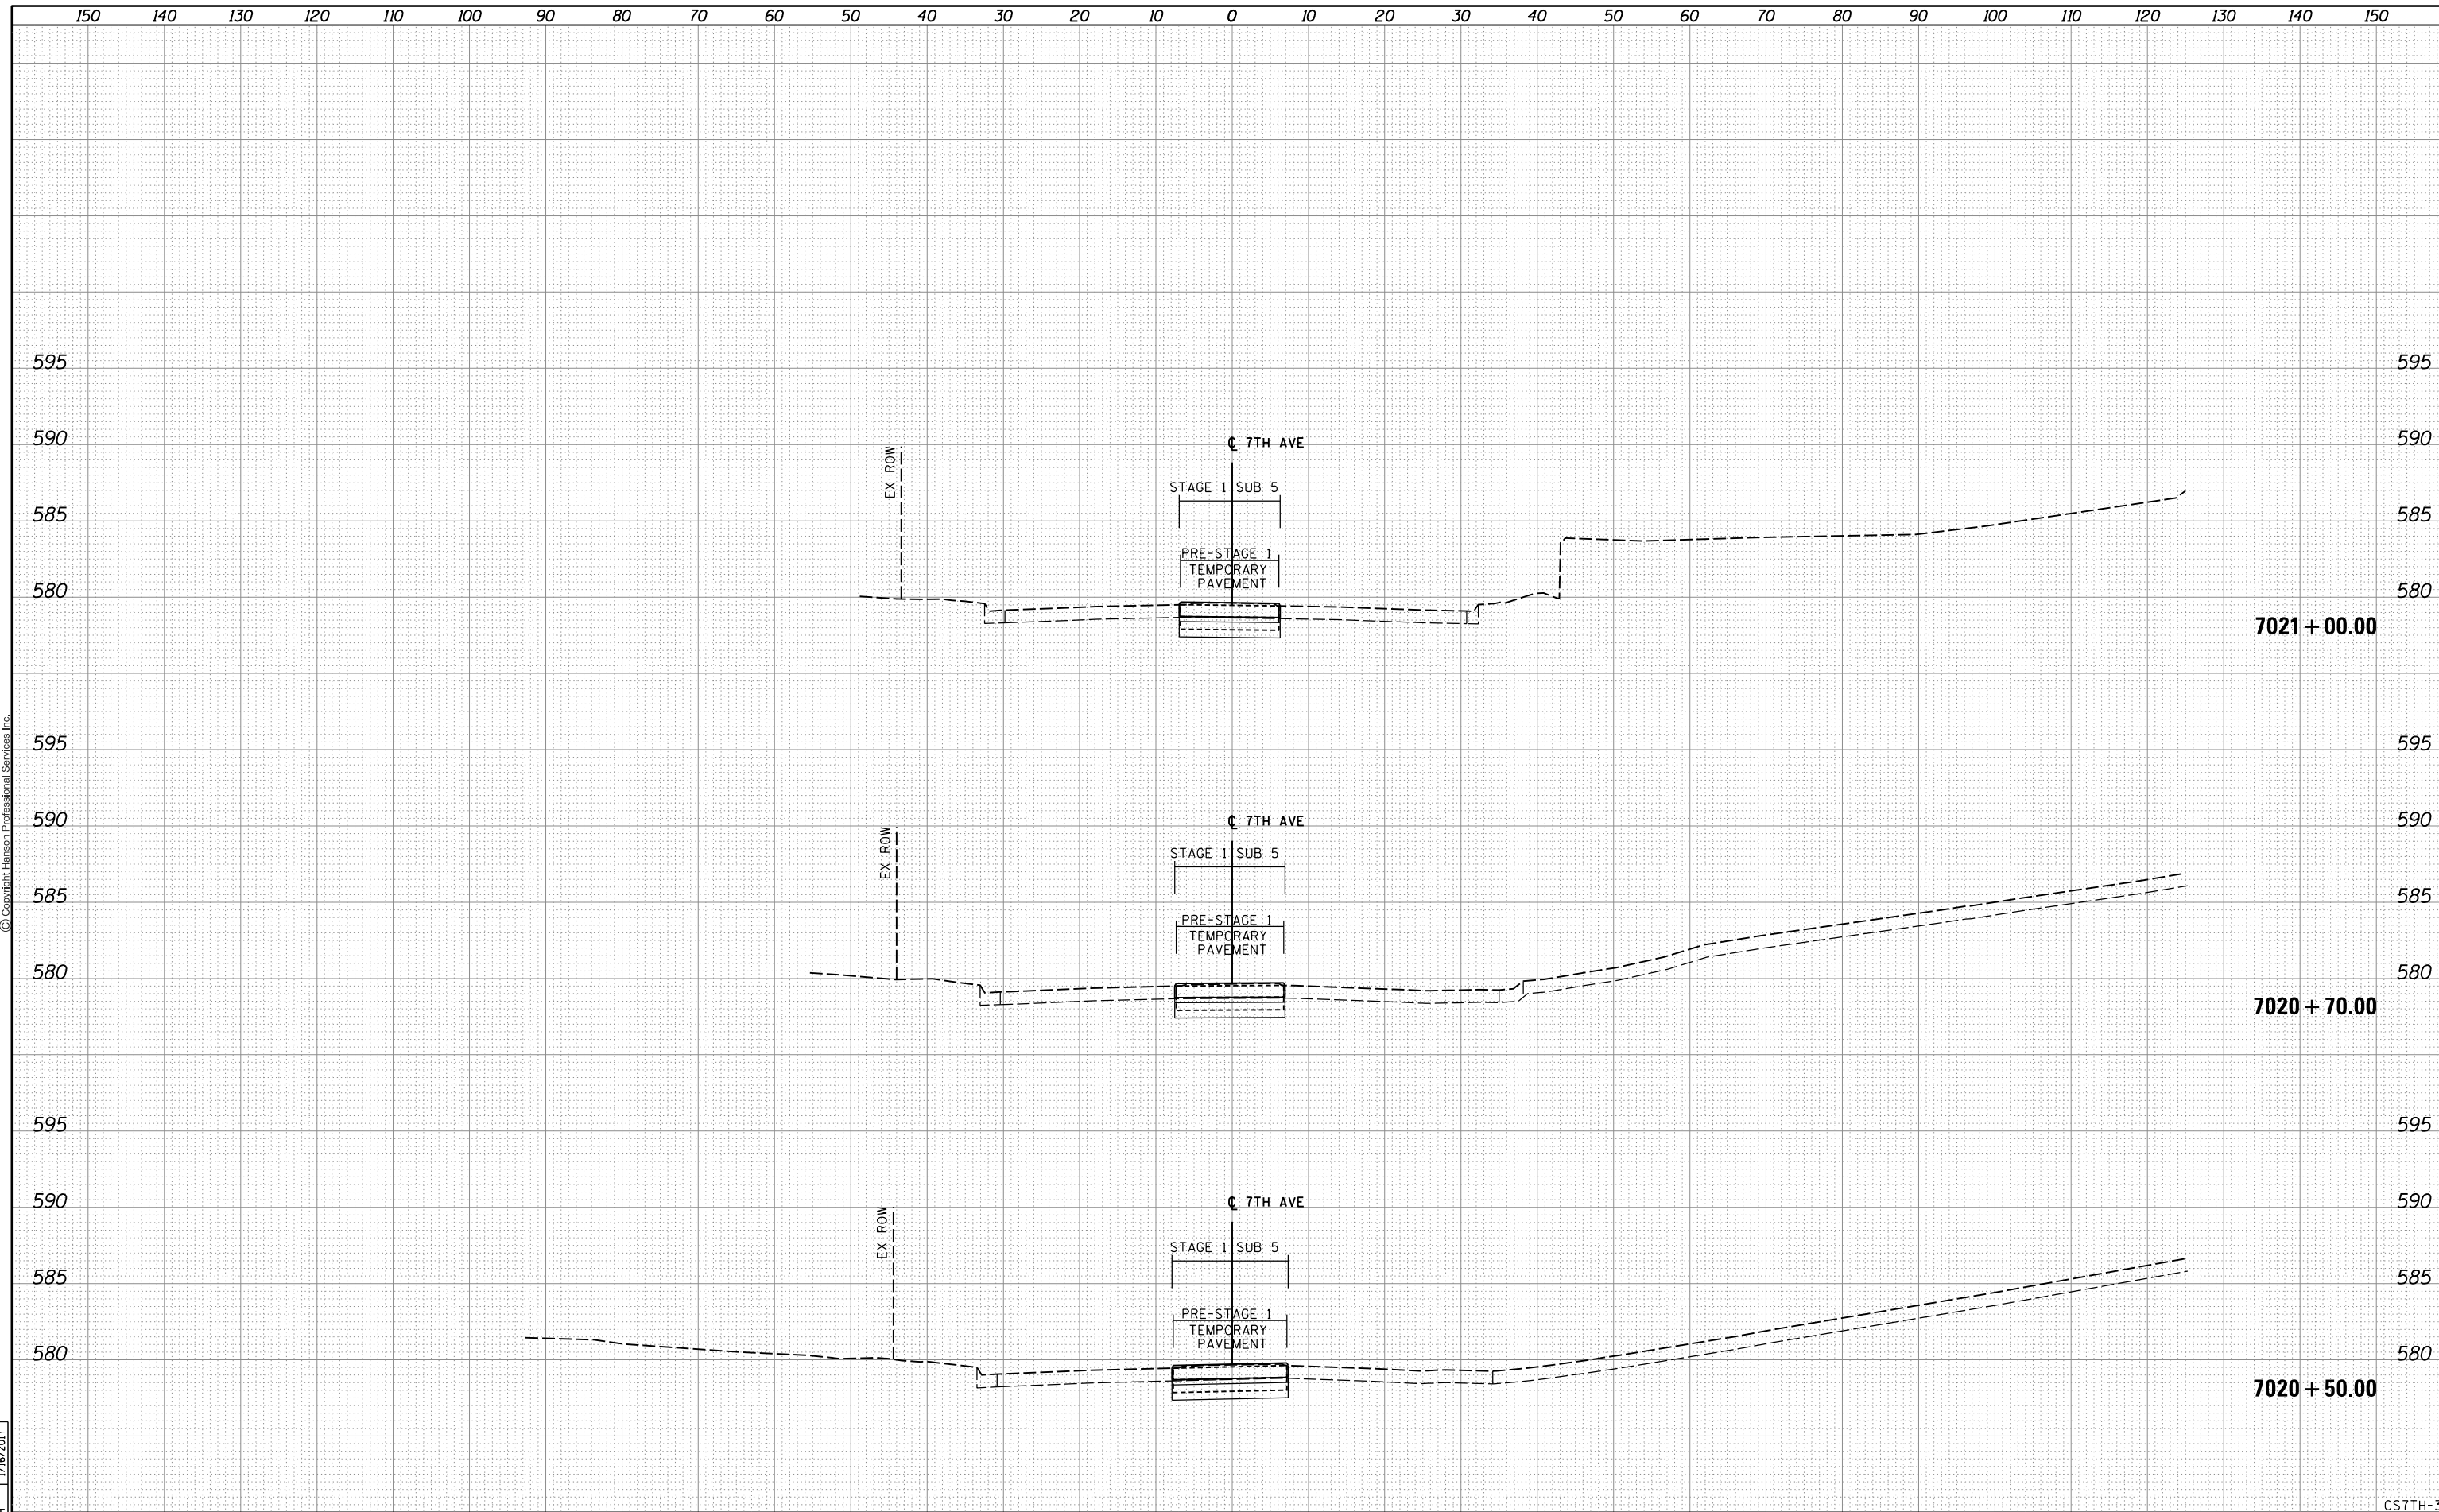 150 140 130 120 110 100 90 80 70 60 50 40 30 20 10 0 10 20 30 40 50 60 70 80 90 100 110 120 130 140 150
595 595
590 590
℄ 7TH AVE
EX ROW
STAGE 1 SUB 5
585 585
PRE-STAGE 1
TEMPORARY
PAVEMENT
580 580
7021+00.00
595 595
590 590
℄ 7TH AVE
EX ROW
STAGE 1 SUB 5
585 585
PRE-STAGE 1
TEMPORARY
PAVEMENT
580 580
7020+70.00
595 595
590 590
℄ 7TH AVE
EX ROW
STAGE 1 SUB 5
585 585
PRE-STAGE 1
TEMPORARY
PAVEMENT
580 580
7020+50.00
© Copyright Hanson Professional Services Inc.
1/16/2017
CS7TH-3